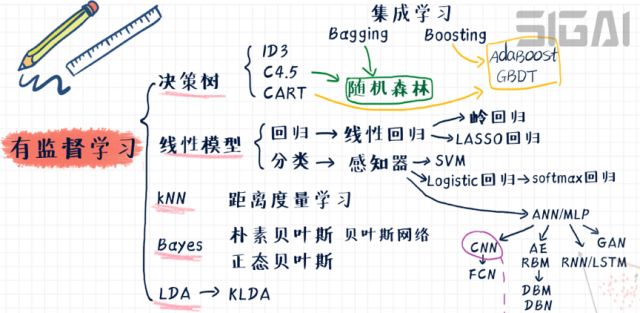 集成学习
SIGAI
Bagging Boosting
ID3
C4.5
CART
决策树
随机森林
AdaBoost
GBDT
有监督学习
线性模型
回归 → 线性回归
岭回归
LASSO回归
分类 → 感知器
SVM
Logistic回归 → softmax回归
ANN/MLP
kNN 距离度量学习
Bayes 朴素贝叶斯 贝叶斯网络
正态贝叶斯
CNN
FCN
AE
RBM
DBM
DBN
RNN/LSTM
GAN
LDA → KLDA